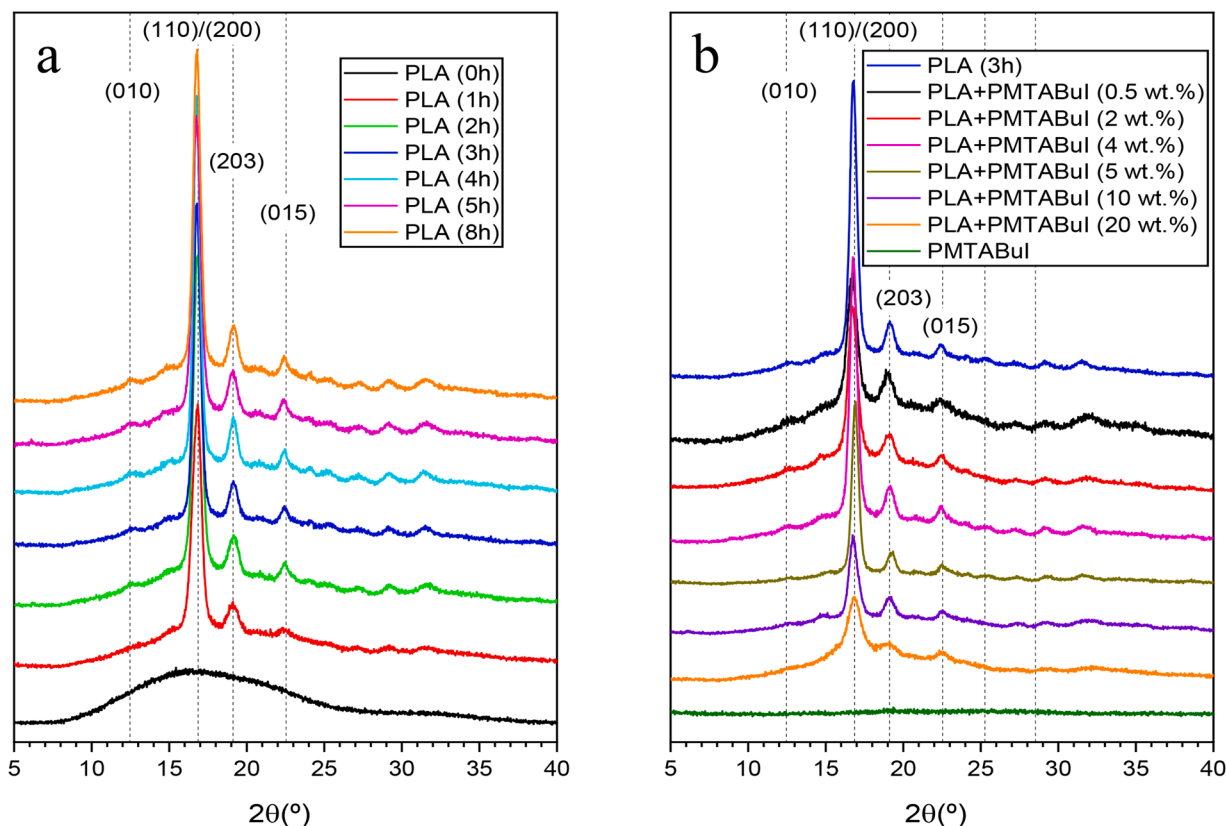 a
(110)/(200)
(010)
(203)
(015)
PLA (0h)
PLA (1h)
PLA (2h)
PLA (3h)
PLA (4h)
PLA (5h)
PLA (8h)
5 10 15 20 25 30 35 40
2θ(º)
b
(110)/(200)
(010)
(203)
(015)
PLA (3h)
PLA+PMTABuI (0.5 wt.%)
PLA+PMTABuI (2 wt.%)
PLA+PMTABuI (4 wt.%)
PLA+PMTABuI (5 wt.%)
PLA+PMTABuI (10 wt.%)
PLA+PMTABuI (20 wt.%)
PMTABuI
5 10 15 20 25 30 35 40
2θ(º)